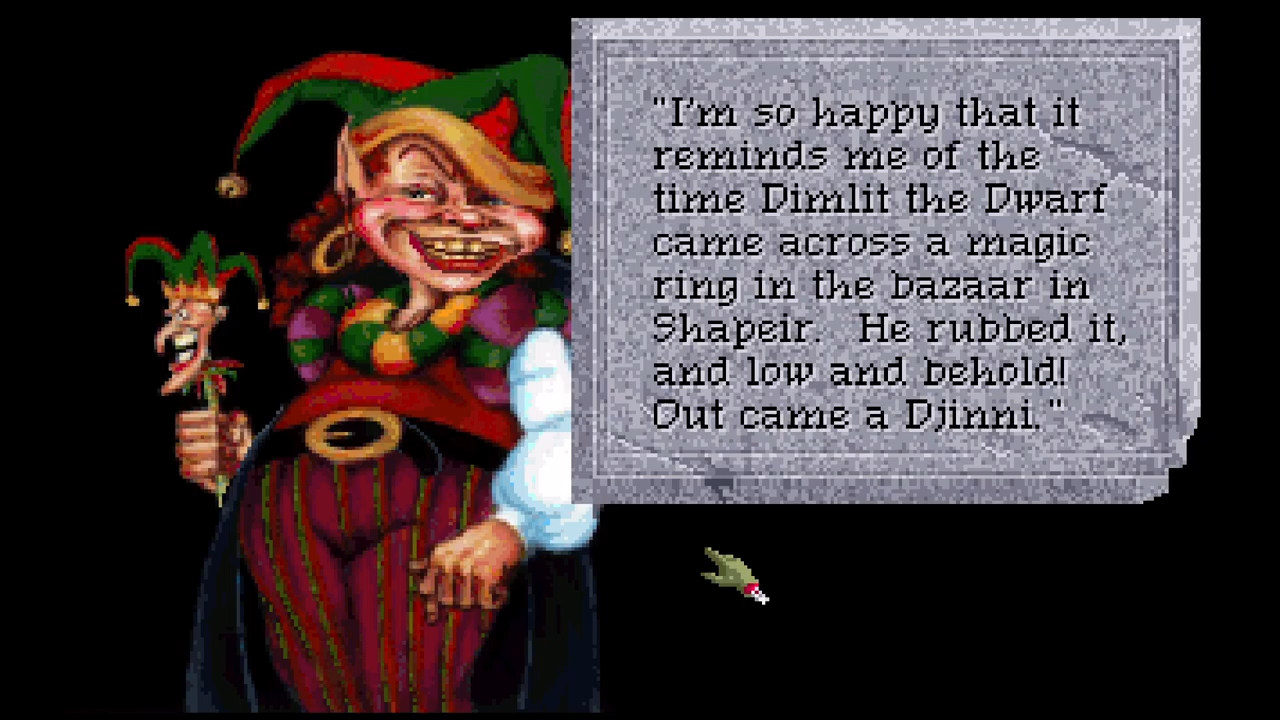 "I'm so happy that it
reminds me of the
time Dimlit the Dwarf
came across a magic
ring in the bazaar in
Shapeir.  He rubbed it,
and low and behold!
Out came a Djinni."